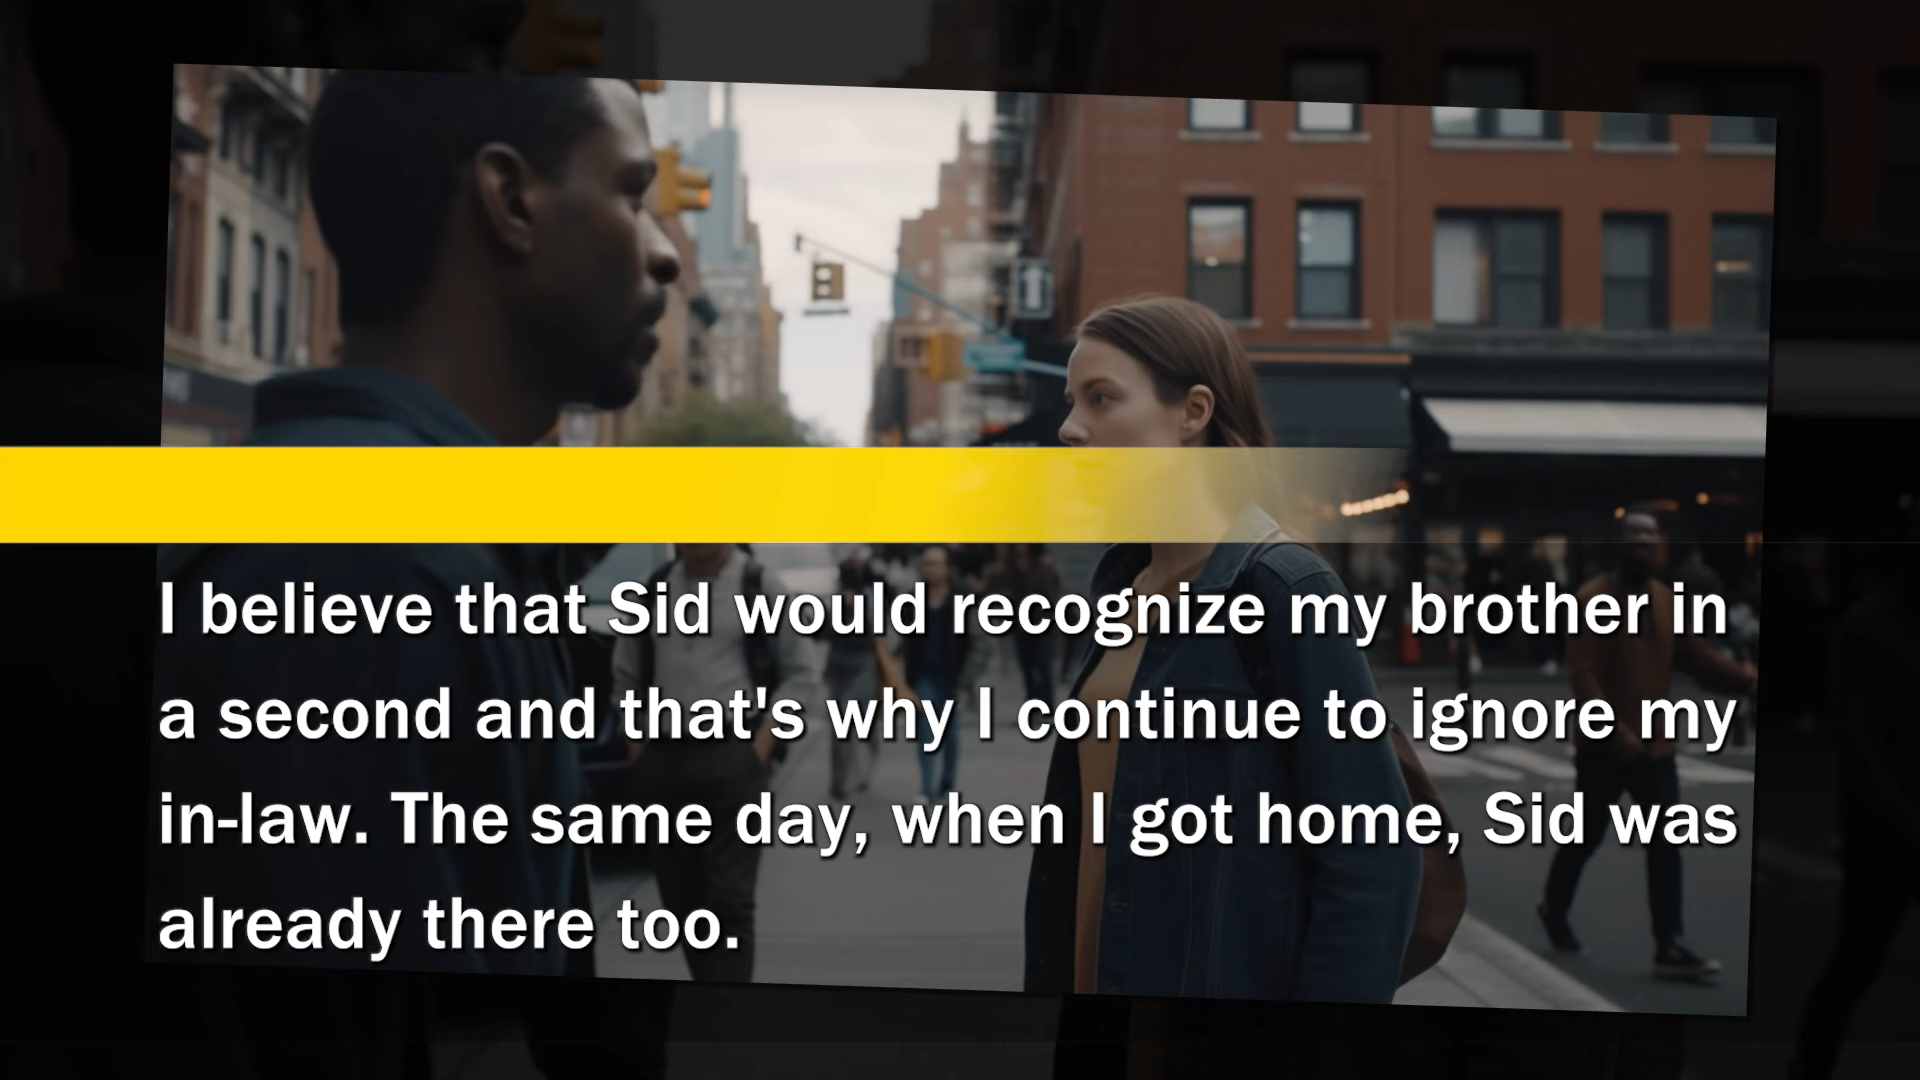 I believe that Sid would recognize my brother in
a second and that's why I continue to ignore my
in-law. The same day, when I got home, Sid was
already there too.